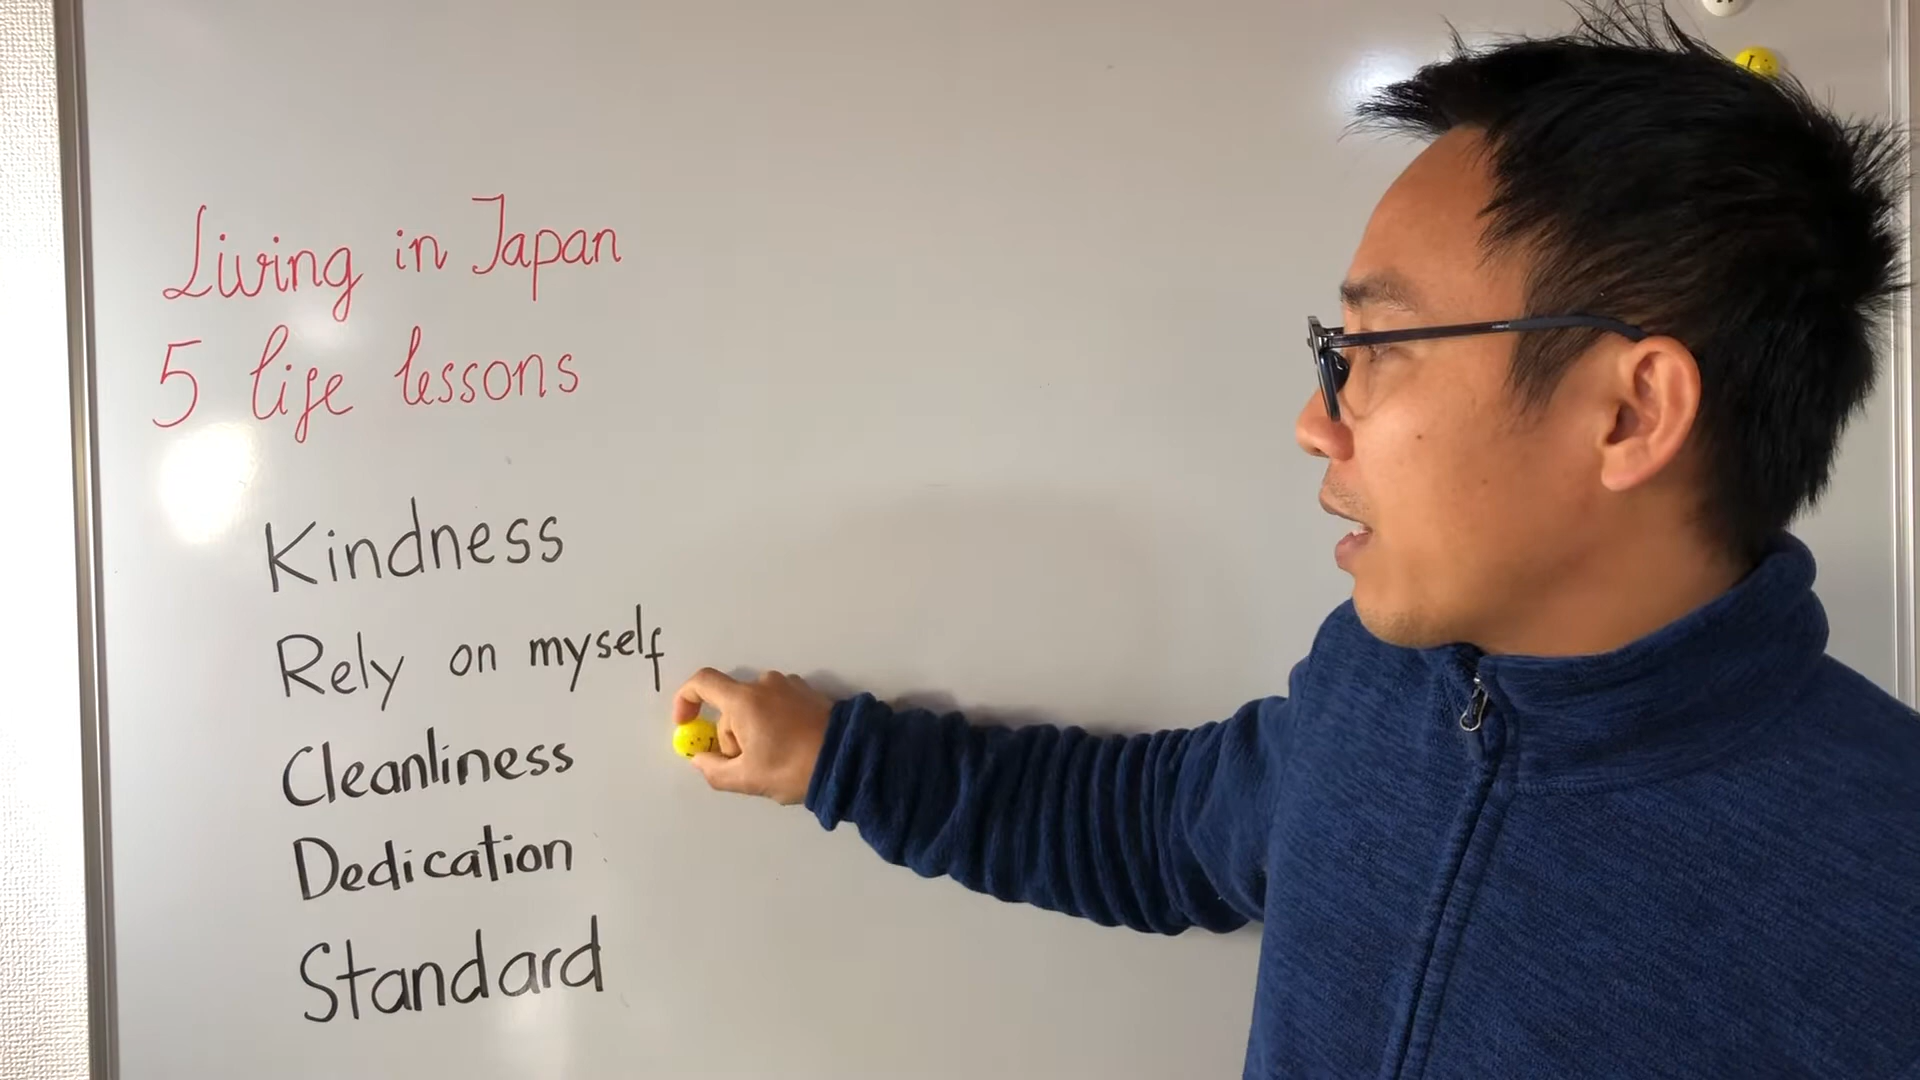 Living in Japan
5 life lessons
Kindness
Rely on myself
Cleanliness
Dedication
Standard